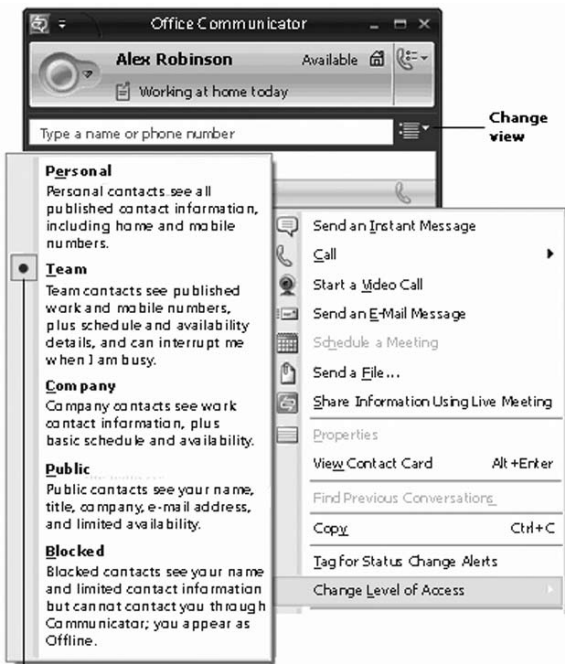 Office Communicator
Alex Robinson
Available
Working at home today
Type a name or phone number
Change
view
Personal
Personal contacts see all
published contact information,
including home and mobile
numbers.
Team
Team contacts see published
work and mobile numbers,
plus schedule and availability
details, and can interrupt me
when I am busy.
Company
Company contacts see work
contact information, plus
basic schedule and availability.
Public
Public contacts see your name,
title, company, e-mail address,
and limited availability.
Blocked
Blocked contacts see your name
and limited contact information
but cannot contact you through
Communicator; you appear as
Offline.
Send an Instant Message
Call
Start a Video Call
Send an E-Mail Message
Schedule a Meeting
Send a File...
Share Information Using Live Meeting
Properties
View Contact Card Alt+Enter
Find Previous Conversations
Copy Ctrl+C
Tag for Status Change Alerts
Change Level of Access